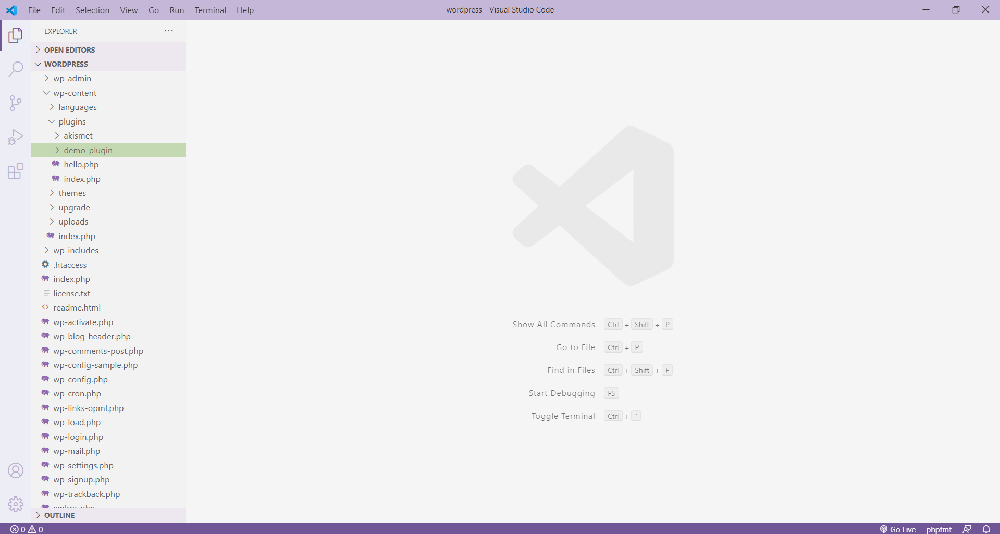 File Edit Selection View Go Run Terminal Help
wordpress - Visual Studio Code
EXPLORER
OPEN EDITORS
WORDPRESS
wp-admin
wp-content
languages
plugins
akismet
demo-plugin
hello.php
index.php
themes
upgrade
uploads
index.php
wp-includes
.htaccess
index.php
license.txt
readme.html
wp-activate.php
wp-blog-header.php
wp-comments-post.php
wp-config-sample.php
wp-config.php
wp-cron.php
wp-links-opml.php
wp-load.php
wp-login.php
wp-mail.php
wp-settings.php
wp-signup.php
wp-trackback.php
xmlrpc.php
OUTLINE
Show All Commands Ctrl + Shift + P
Go to File Ctrl + P
Find in Files Ctrl + Shift + F
Start Debugging F5
Toggle Terminal Ctrl + `
0 0
Go Live phpfmt